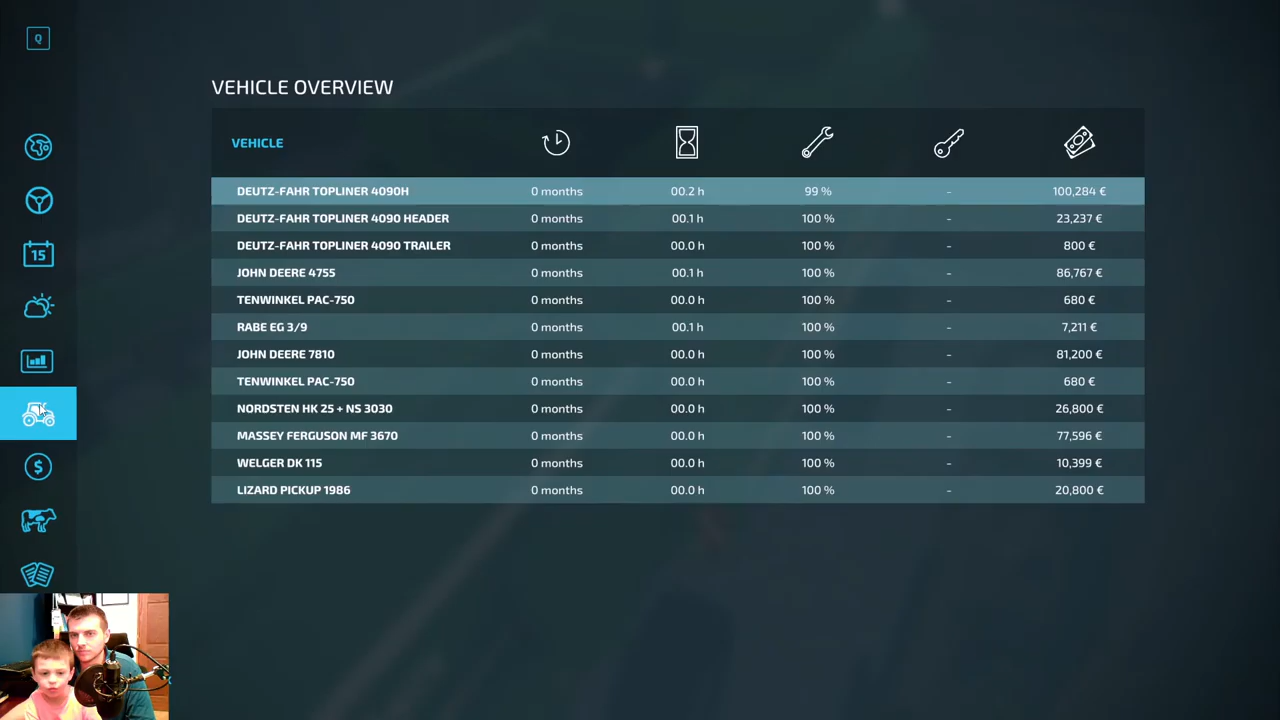 Q
VEHICLE OVERVIEW
VEHICLE
DEUTZ-FAHR TOPLINER 4090H 0 months 00.2 h 99 % - 100,284 €
DEUTZ-FAHR TOPLINER 4090 HEADER 0 months 00.1 h 100 % - 23,237 €
DEUTZ-FAHR TOPLINER 4090 TRAILER 0 months 00.0 h 100 % - 800 €
JOHN DEERE 4755 0 months 00.1 h 100 % - 86,767 €
TENWINKEL PAC-750 0 months 00.0 h 100 % - 680 €
RABE EG 3/9 0 months 00.1 h 100 % - 7,211 €
JOHN DEERE 7810 0 months 00.0 h 100 % - 81,200 €
TENWINKEL PAC-750 0 months 00.0 h 100 % - 680 €
NORDSTEN HK 25 + NS 3030 0 months 00.0 h 100 % - 26,800 €
MASSEY FERGUSON MF 3670 0 months 00.0 h 100 % - 77,596 €
WELGER DK 115 0 months 00.0 h 100 % - 10,399 €
LIZARD PICKUP 1986 0 months 00.0 h 100 % - 20,800 €
15
$